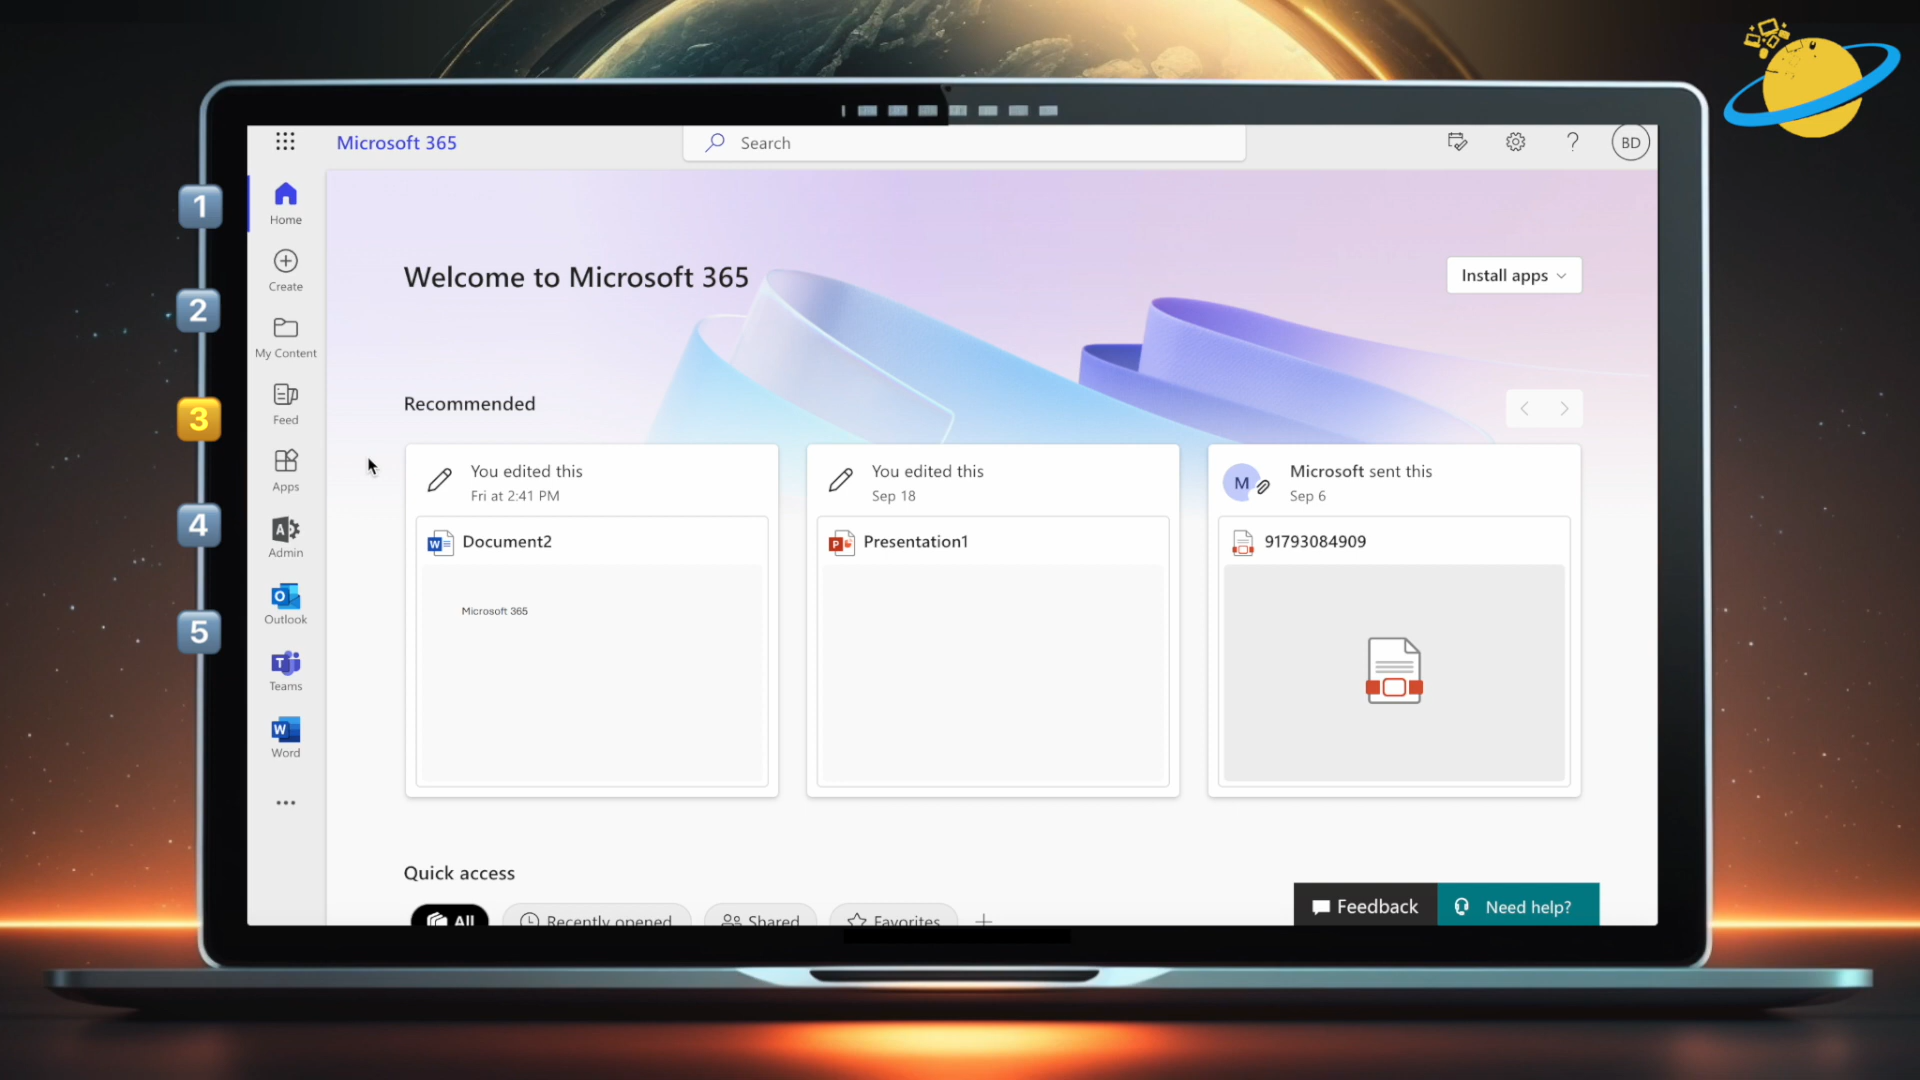 Microsoft 365
Search
BD
1
2
3
4
5
Home
Create
My Content
Feed
Apps
Admin
Outlook
Teams
Word
Welcome to Microsoft 365
Install apps
Recommended
You edited this
Fri at 2:41 PM
Document2
Microsoft 365
You edited this
Sep 18
Presentation1
M
Microsoft sent this
Sep 6
91793084909
Quick access
All
Recently opened
Shared
Favorites
Feedback
Need help?